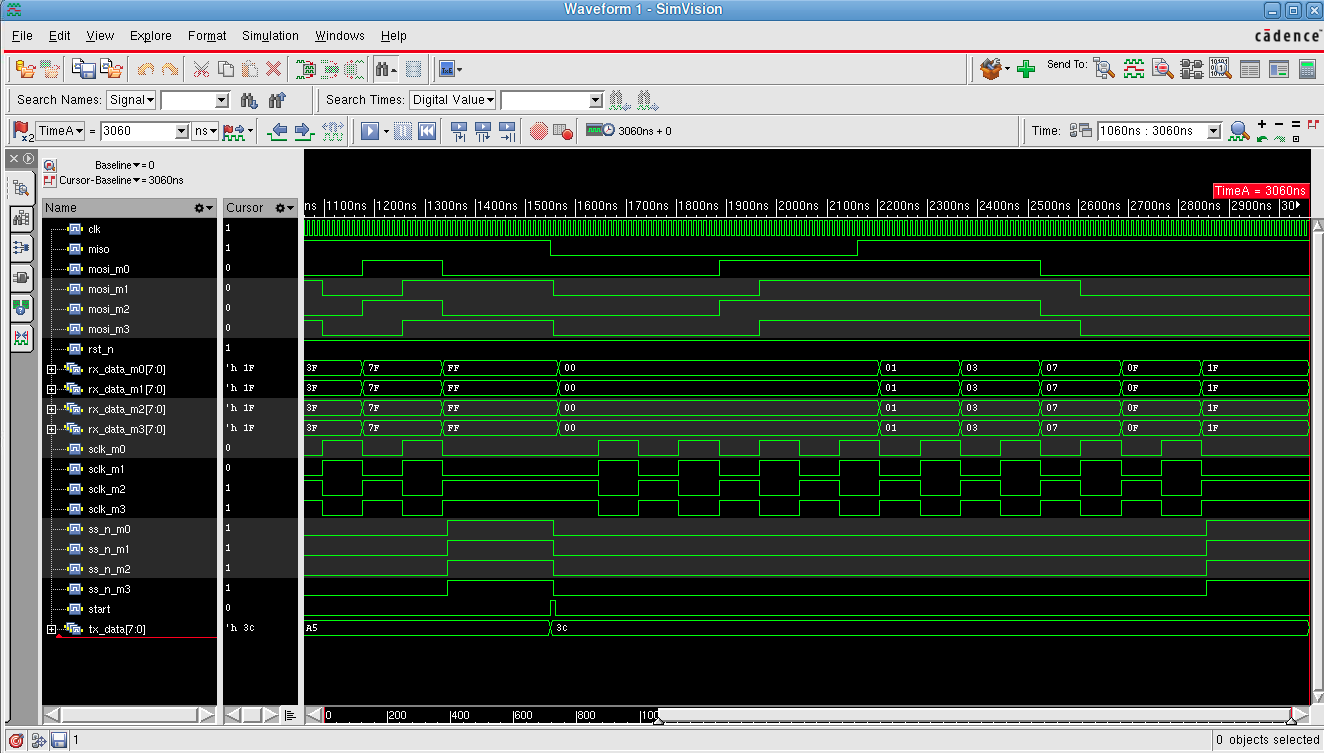 Waveform 1 - SimVision
File Edit View Explore Format Simulation Windows Help
cādence
Send To:
Search Names: Signal Search Times: Digital Value
x2 TimeA = 3060 ns 3060ns + 0 Time: 1060ns : 3060ns
Baseline = 0
Cursor-Baseline = 3060ns
TimeA = 3060ns
Name Cursor ns 1100ns 1200ns 1300ns 1400ns 1500ns 1600ns 1700ns 1800ns 1900ns 2000ns 2100ns 2200ns 2300ns 2400ns 2500ns 2600ns 2700ns 2800ns 2900ns 30
clk 1
miso 1
mosi_m0 0
mosi_m1 0
mosi_m2 0
mosi_m3 0
rst_n 1
rx_data_m0[7:0] 'h 1F 3F 7F FF 00 01 03 07 0F 1F
rx_data_m1[7:0] 'h 1F 3F 7F FF 00 01 03 07 0F 1F
rx_data_m2[7:0] 'h 1F 3F 7F FF 00 01 03 07 0F 1F
rx_data_m3[7:0] 'h 1F 3F 7F FF 00 01 03 07 0F 1F
sclk_m0 0
sclk_m1 0
sclk_m2 1
sclk_m3 1
ss_n_m0 1
ss_n_m1 1
ss_n_m2 1
ss_n_m3 1
start 0
tx_data[7:0] 'h 3c A5 3c
0 200 400 600 800 100
1 0 objects selected